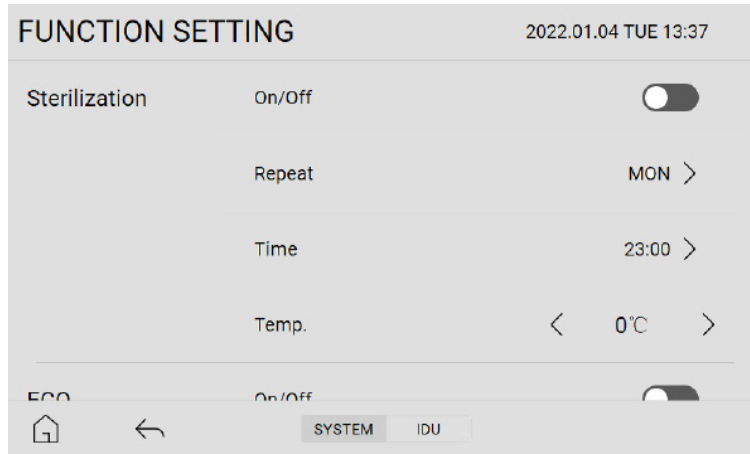 FUNCTION SETTING 2022.01.04 TUE 13:37
Sterilization On/Off
Repeat MON
Time 23:00
Temp. 0℃
ECO On/Off
SYSTEM IDU